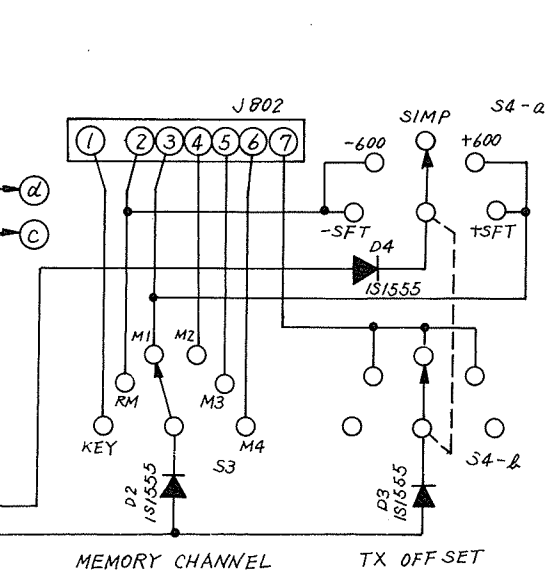 J802
S4-a
SIMP
1 2 3 4 5 6 7
-600
+600
d
-SFT
+SFT
c
D4
1S1555
M1
M2
RM
M3
KEY
M4
S3
S4-b
D2
1S1555
D3
1S1555
MEMORY CHANNEL
TX OFFSET